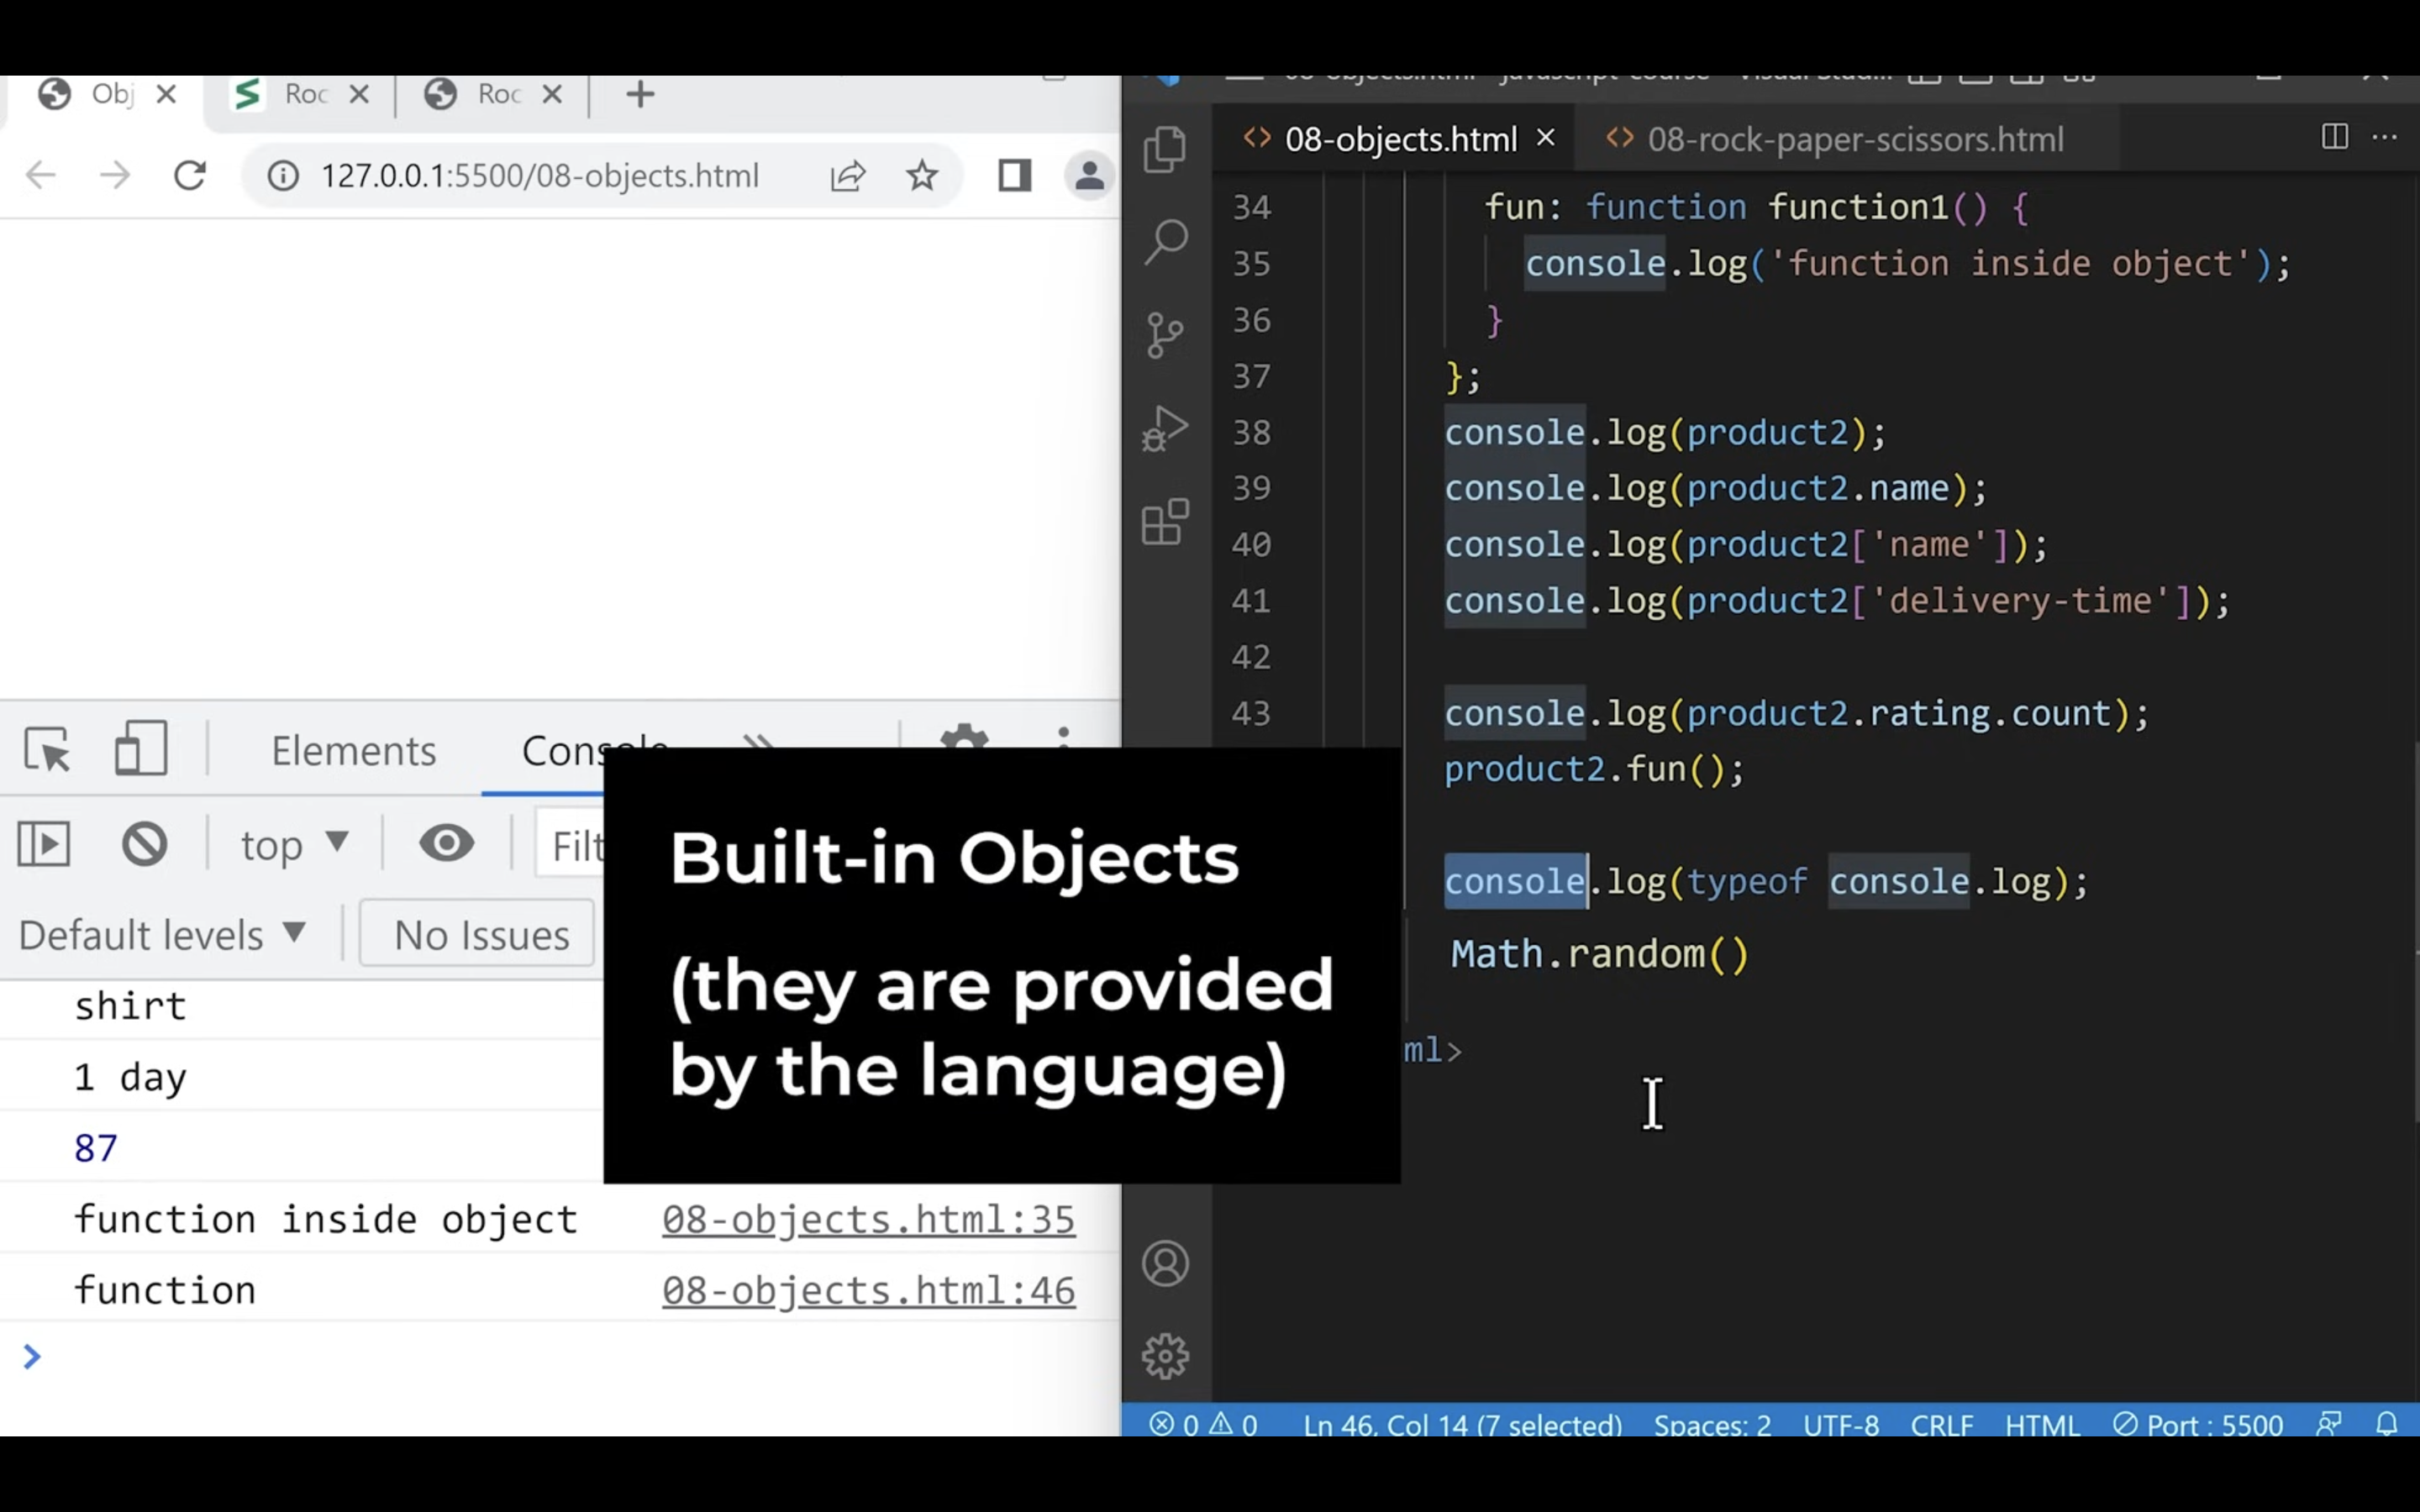 Obj
Roc
Roc
127.0.0.1:5500/08-objects.html
Elements
top
Filt
Default levels
No Issues
shirt
1 day
87
function inside object 08-objects.html:35
function 08-objects.html:46
Built-in Objects
(they are provided
by the language)
08-objects.html
08-rock-paper-scissors.html
34 fun: function function1() {
35 console.log('function inside object');
36 }
37 };
38 console.log(product2);
39 console.log(product2.name);
40 console.log(product2['name']);
41 console.log(product2['delivery-time']);
42
43 console.log(product2.rating.count);
product2.fun();
console.log(typeof console.log);
Math.random()
ml>
0 0 Ln 46, Col 14 (7 selected) Spaces: 2 UTF-8 CRLF HTML Port : 5500